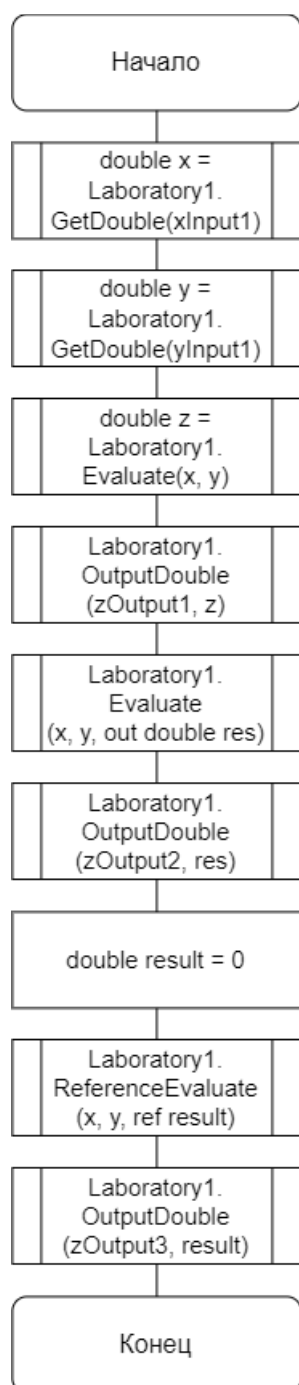 Начало
double x =
Laboratory1.
GetDouble(xInput1)
double y =
Laboratory1.
GetDouble(yInput1)
double z =
Laboratory1.
Evaluate(x, y)
Laboratory1.
OutputDouble
(zOutput1, z)
Laboratory1.
Evaluate
(x, y, out double res)
Laboratory1.
OutputDouble
(zOutput2, res)
double result = 0
Laboratory1.
ReferenceEvaluate
(x, y, ref result)
Laboratory1.
OutputDouble
(zOutput3, result)
Конец